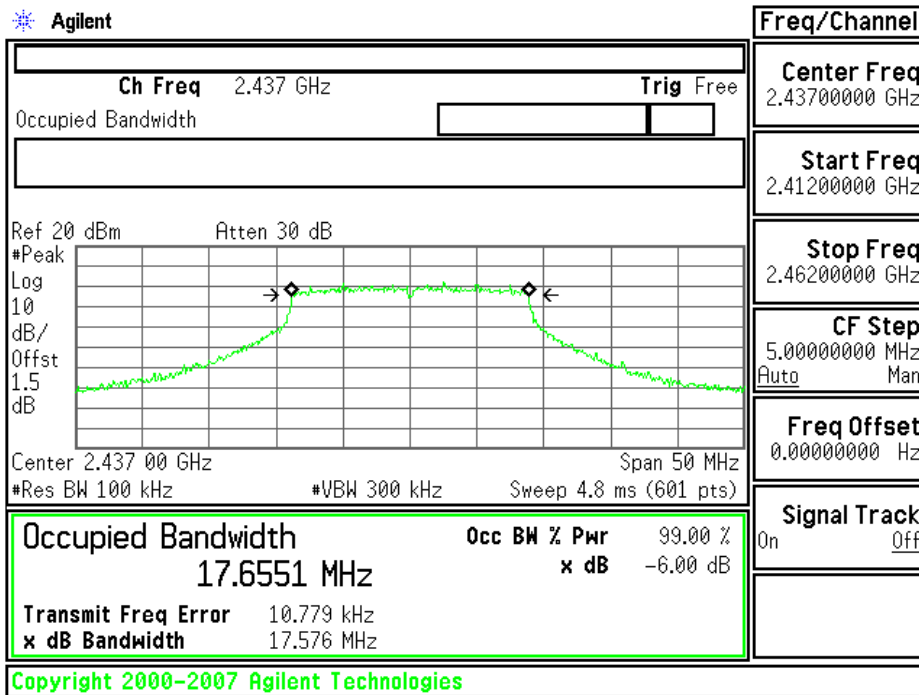 Agilent
Freq/Channel
Ch Freq 2.437 GHz Trig Free
Occupied Bandwidth
Center Freq
2.43700000 GHz
Start Freq
2.41200000 GHz
Stop Freq
2.46200000 GHz
CF Step
5.00000000 MHz
Auto Man
Freq Offset
0.00000000 Hz
Signal Track
On Off
Ref 20 dBm Atten 30 dB
#Peak
Log
10
dB/
Offst
1.5
dB
Center 2.437 00 GHz Span 50 MHz
#Res BW 100 kHz #VBW 300 kHz Sweep 4.8 ms (601 pts)
Occupied Bandwidth Occ BW % Pwr 99.00 %
17.6551 MHz x dB -6.00 dB
Transmit Freq Error 10.779 kHz
x dB Bandwidth 17.576 MHz
Copyright 2000-2007 Agilent Technologies